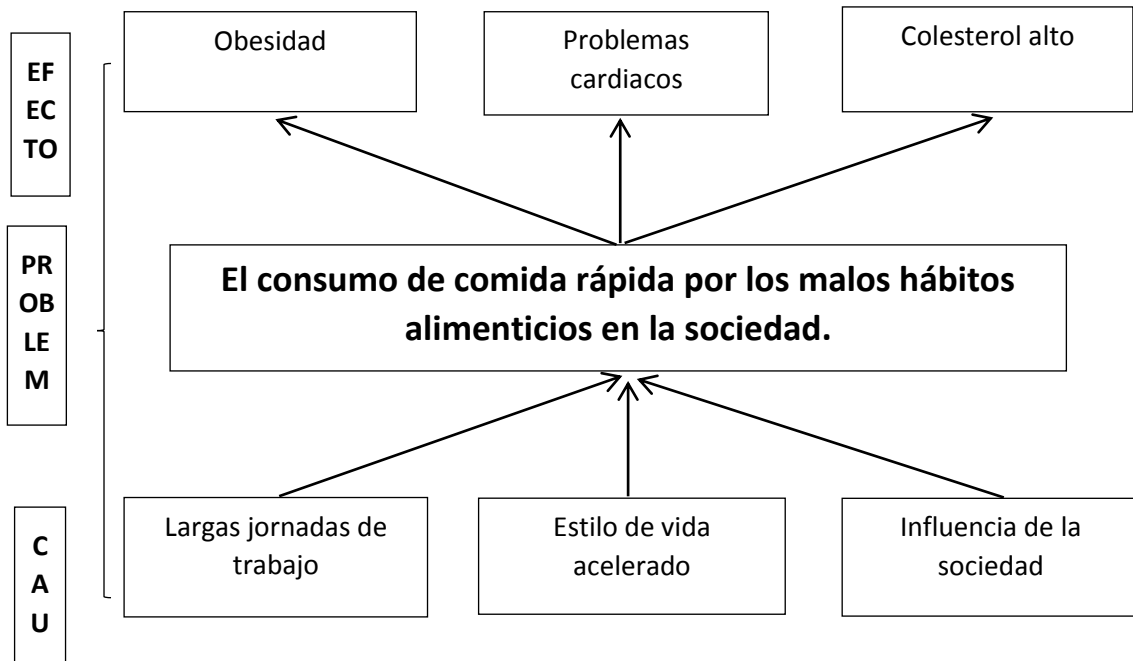 EF
EC
TO
Obesidad
Problemas
cardiacos
Colesterol alto
PR
OB
LE
M
El consumo de comida rápida por los malos hábitos
alimenticios en la sociedad.
C
A
U
Largas jornadas de
trabajo
Estilo de vida
acelerado
Influencia de la
sociedad